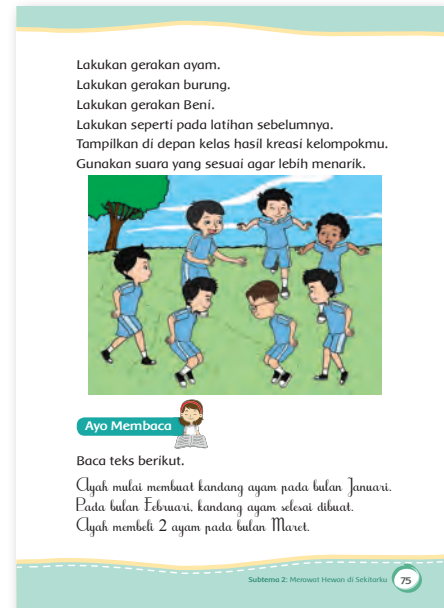 Lakukan gerakan ayam.
Lakukan gerakan burung.
Lakukan gerakan Beni.
Lakukan seperti pada latihan sebelumnya.
Tampilkan di depan kelas hasil kreasi kelompokmu.
Gunakan suara yang sesuai agar lebih menarik.
Ayo Membaca
Baca teks berikut.
Ayah mulai membuat kandang ayam pada bulan Januari.
Pada bulan Februari, kandang ayam selesai dibuat.
Ayah membeli 2 ayam pada bulan Maret.
Subtema 2: Merawat Hewan di Sekitarku 75